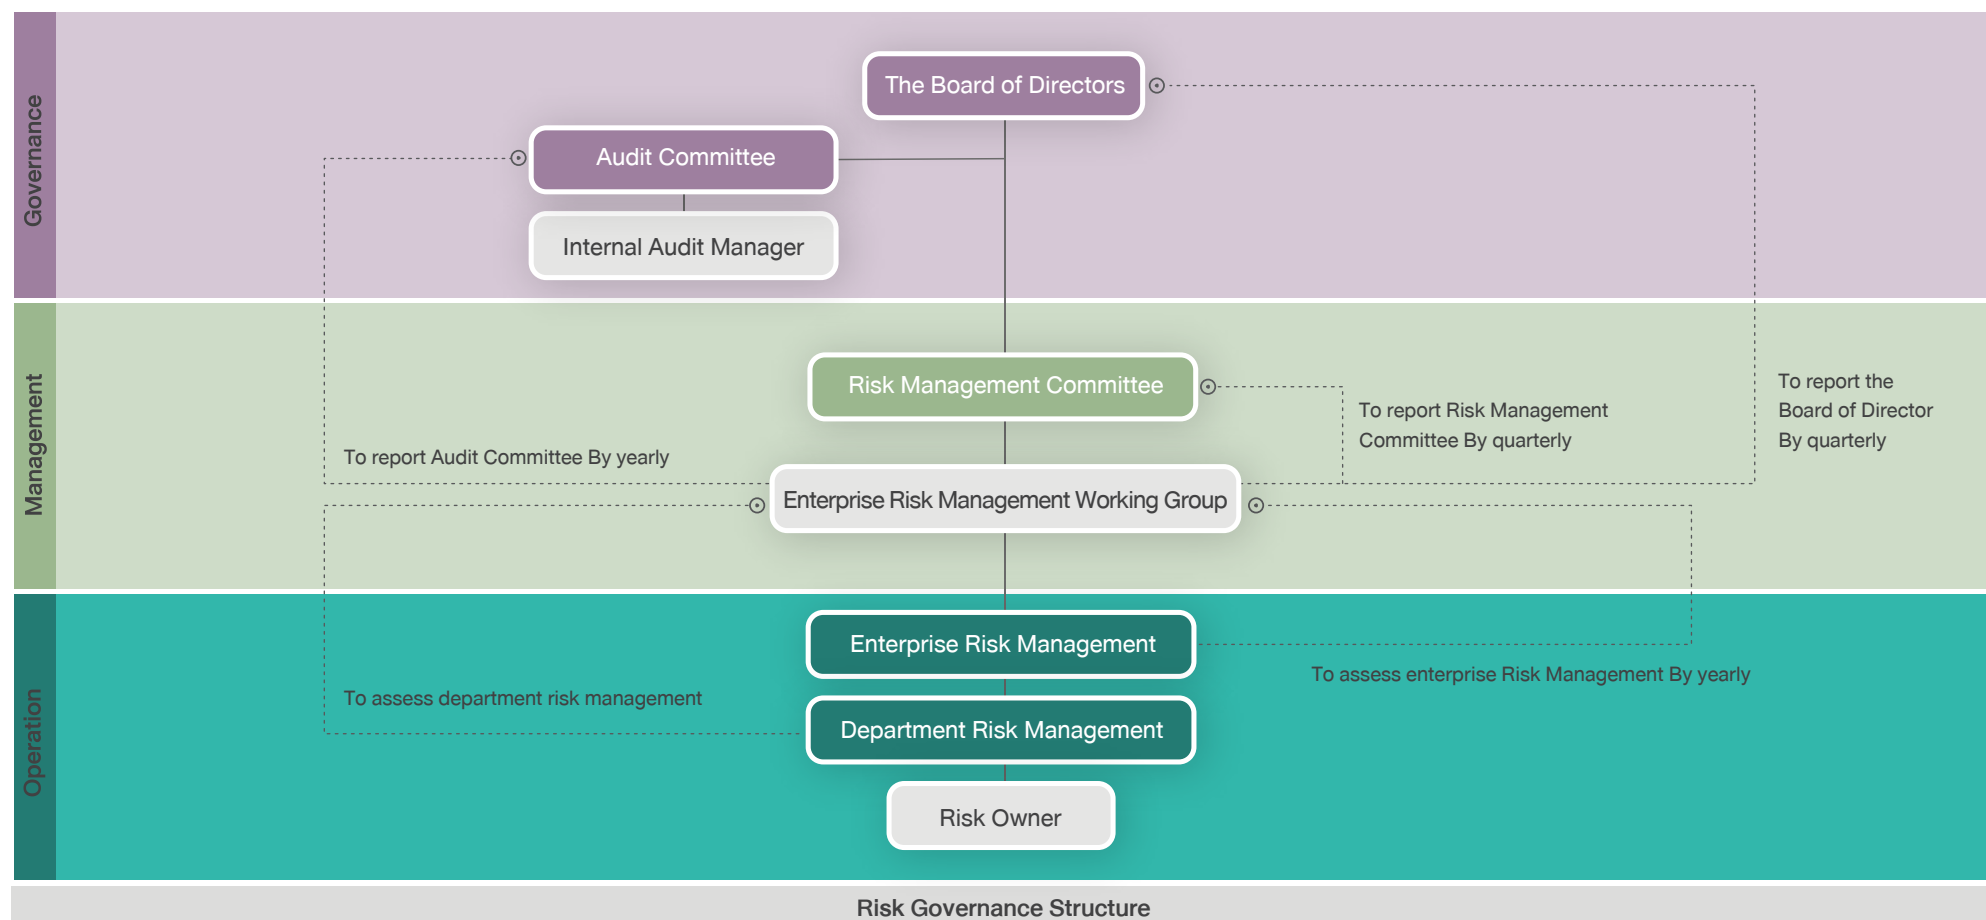 Governance
The Board of Directors
Audit Committee
Internal Audit Manager
Management
Risk Management Committee
To report the
Board of Director
By quarterly
To report Risk Management
Committee By quarterly
To report Audit Committee By yearly
Enterprise Risk Management Working Group
Operation
Enterprise Risk Management
To assess enterprise Risk Management By yearly
To assess department risk management
Department Risk Management
Risk Owner
Risk Governance Structure